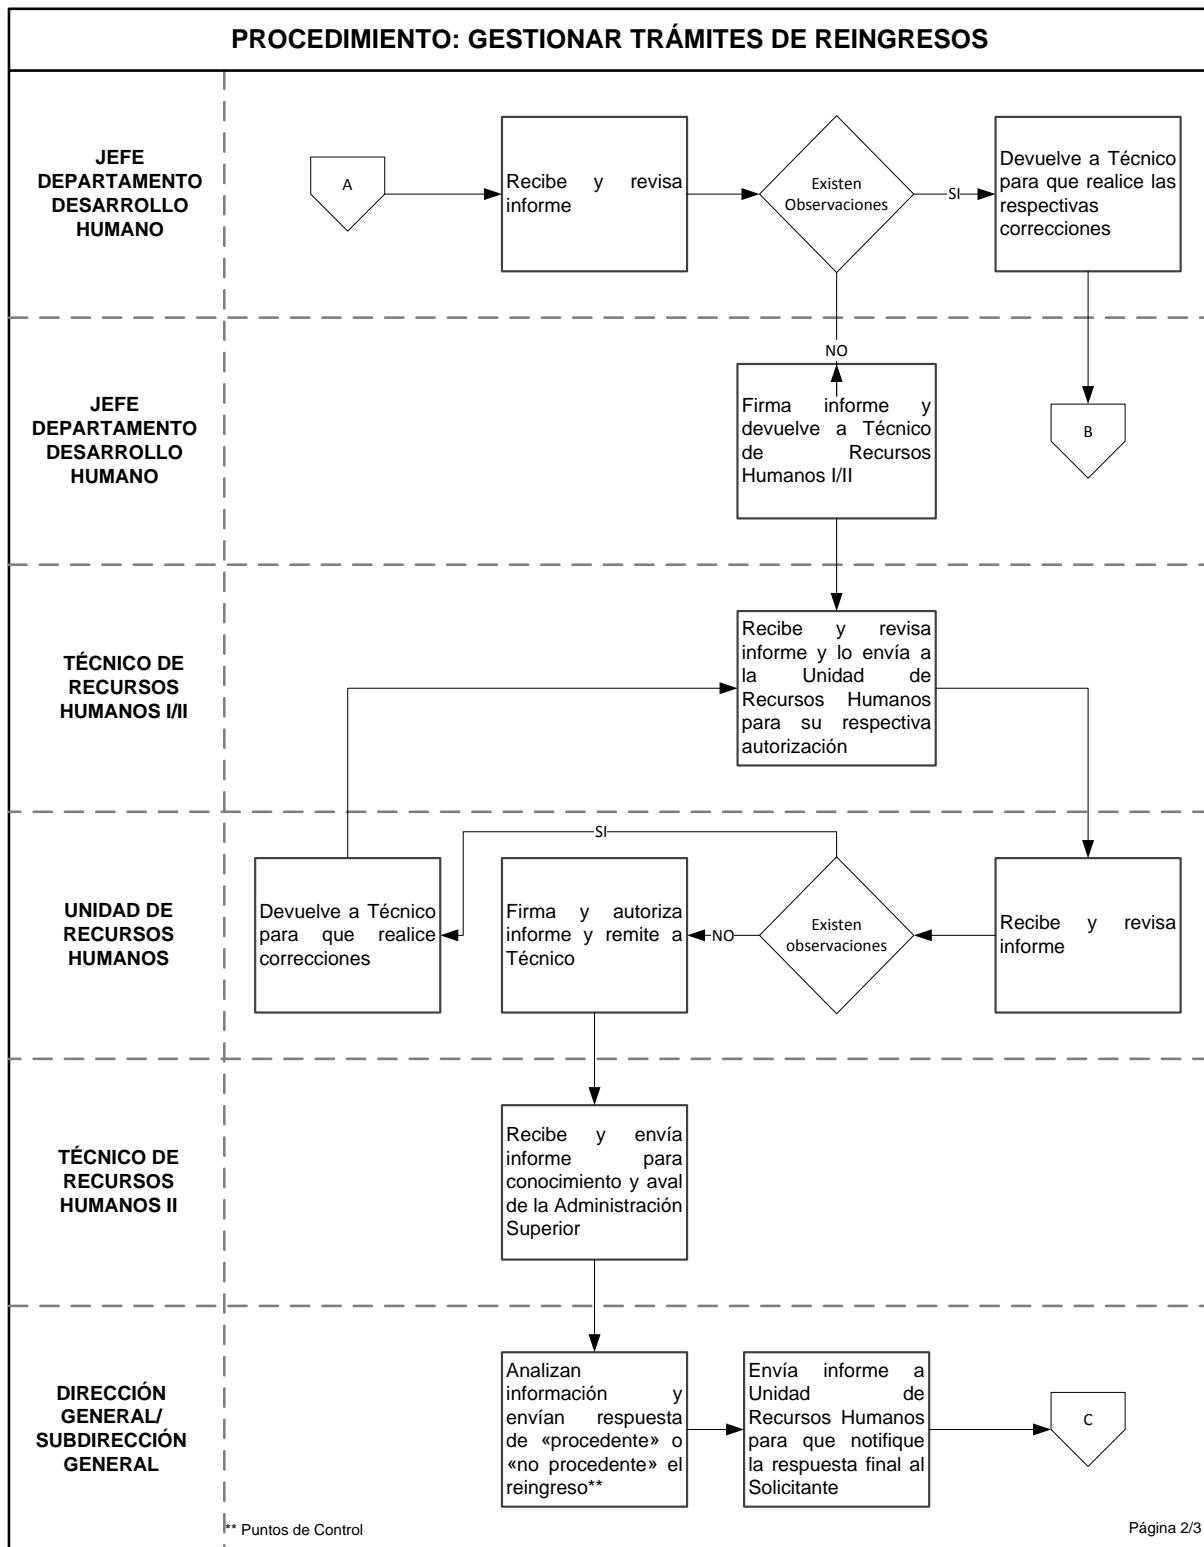 PROCEDIMIENTO: GESTIONAR TRÁMITES DE REINGRESOS
JEFE
DEPARTAMENTO
DESARROLLO
HUMANO
A
Recibe y revisa
informe
Existen
Observaciones
SI
Devuelve a Técnico
para que realice las
respectivas
correcciones
NO
JEFE
DEPARTAMENTO
DESARROLLO
HUMANO
Firma informe y
devuelve a Técnico
de Recursos
Humanos I/II
B
TÉCNICO DE
RECURSOS
HUMANOS I/II
Recibe y revisa
informe y lo envía a
la Unidad de
Recursos Humanos
para su respectiva
autorización
SI
UNIDAD DE
RECURSOS
HUMANOS
Devuelve a Técnico
para que realice
correcciones
Firma y autoriza
informe y remite a
Técnico
NO
Existen
observaciones
Recibe y revisa
informe
TÉCNICO DE
RECURSOS
HUMANOS II
Recibe y envía
informe para
conocimiento y aval
de la Administración
Superior
DIRECCIÓN
GENERAL/
SUBDIRECCIÓN
GENERAL
Analizan
información y
envían respuesta
de «procedente» o
«no procedente» el
reingreso**
Envía informe a
Unidad de
Recursos Humanos
para que notifique
la respuesta final al
Solicitante
C
** Puntos de Control
Página 2/3